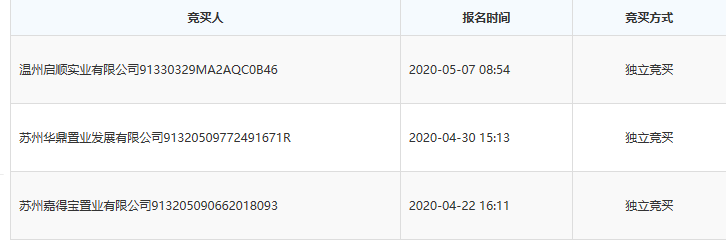 竞买人 报名时间 竞买方式
温州启顺实业有限公司91330329MA2AQC0B46 2020-05-07 08:54 独立竞买
苏州华鼎置业发展有限公司91320509772491671R 2020-04-30 15:13 独立竞买
苏州嘉得宝置业有限公司913205090662018093 2020-04-22 16:11 独立竞买